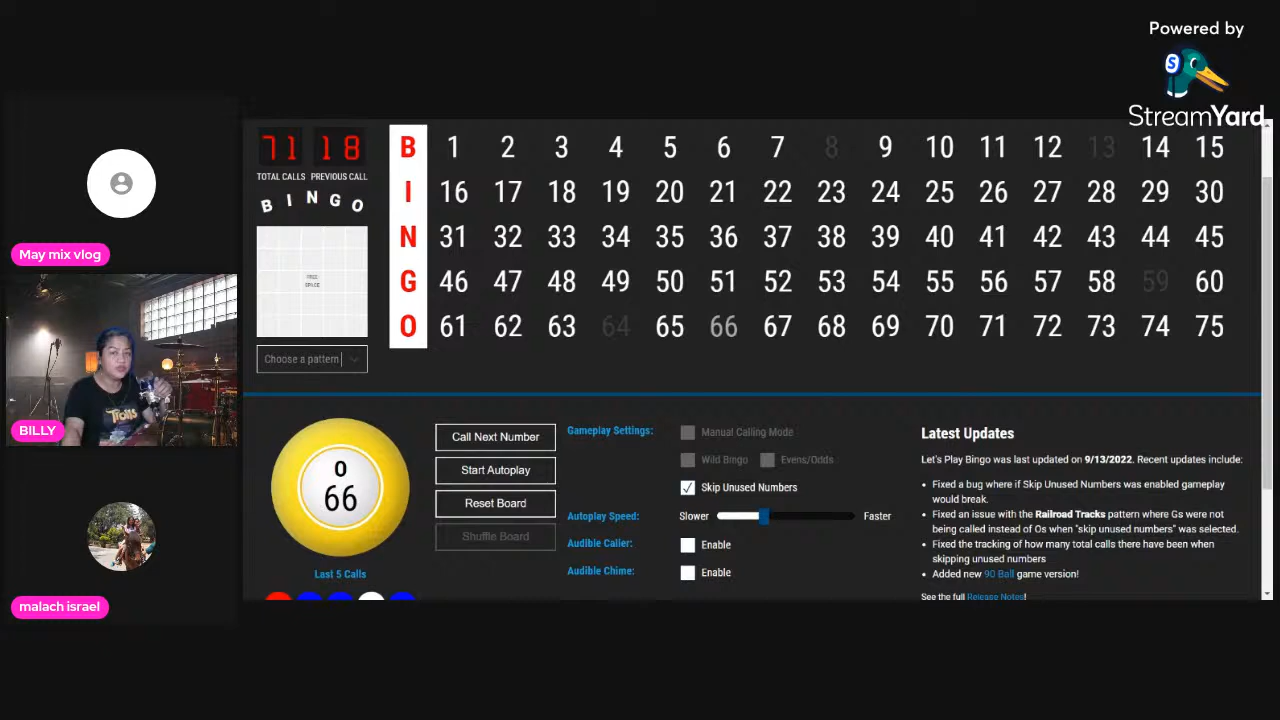 Powered by
S
StreamYard
71 18
TOTAL CALLS PREVIOUS CALL
B I N G O
FREE
SPACE
Choose a pattern
B 1 2 3 4 5 6 7 8 9 10 11 12 13 14 15
I 16 17 18 19 20 21 22 23 24 25 26 27 28 29 30
N 31 32 33 34 35 36 37 38 39 40 41 42 43 44 45
G 46 47 48 49 50 51 52 53 54 55 56 57 58 59 60
O 61 62 63 64 65 66 67 68 69 70 71 72 73 74 75
May mix vlog
Trolls
BILLY
malach israel
O
66
Last 5 Calls
Call Next Number
Start Autoplay
Reset Board
Shuffle Board
Gameplay Settings:
Manual Calling Mode
Wild Bingo Evens/Odds
Skip Unused Numbers
Autoplay Speed: Slower Faster
Audible Caller: Enable
Audible Chime: Enable
Latest Updates
Let's Play Bingo was last updated on 9/13/2022. Recent updates include:
• Fixed a bug where if Skip Unused Numbers was enabled gameplay
would break.
• Fixed an issue with the Railroad Tracks pattern where Gs were not
being called instead of Os when "skip unused numbers" was selected.
• Fixed the tracking of how many total calls there have been when
skipping unused numbers
• Added new 90 Ball game version!
See the full Release Notes!